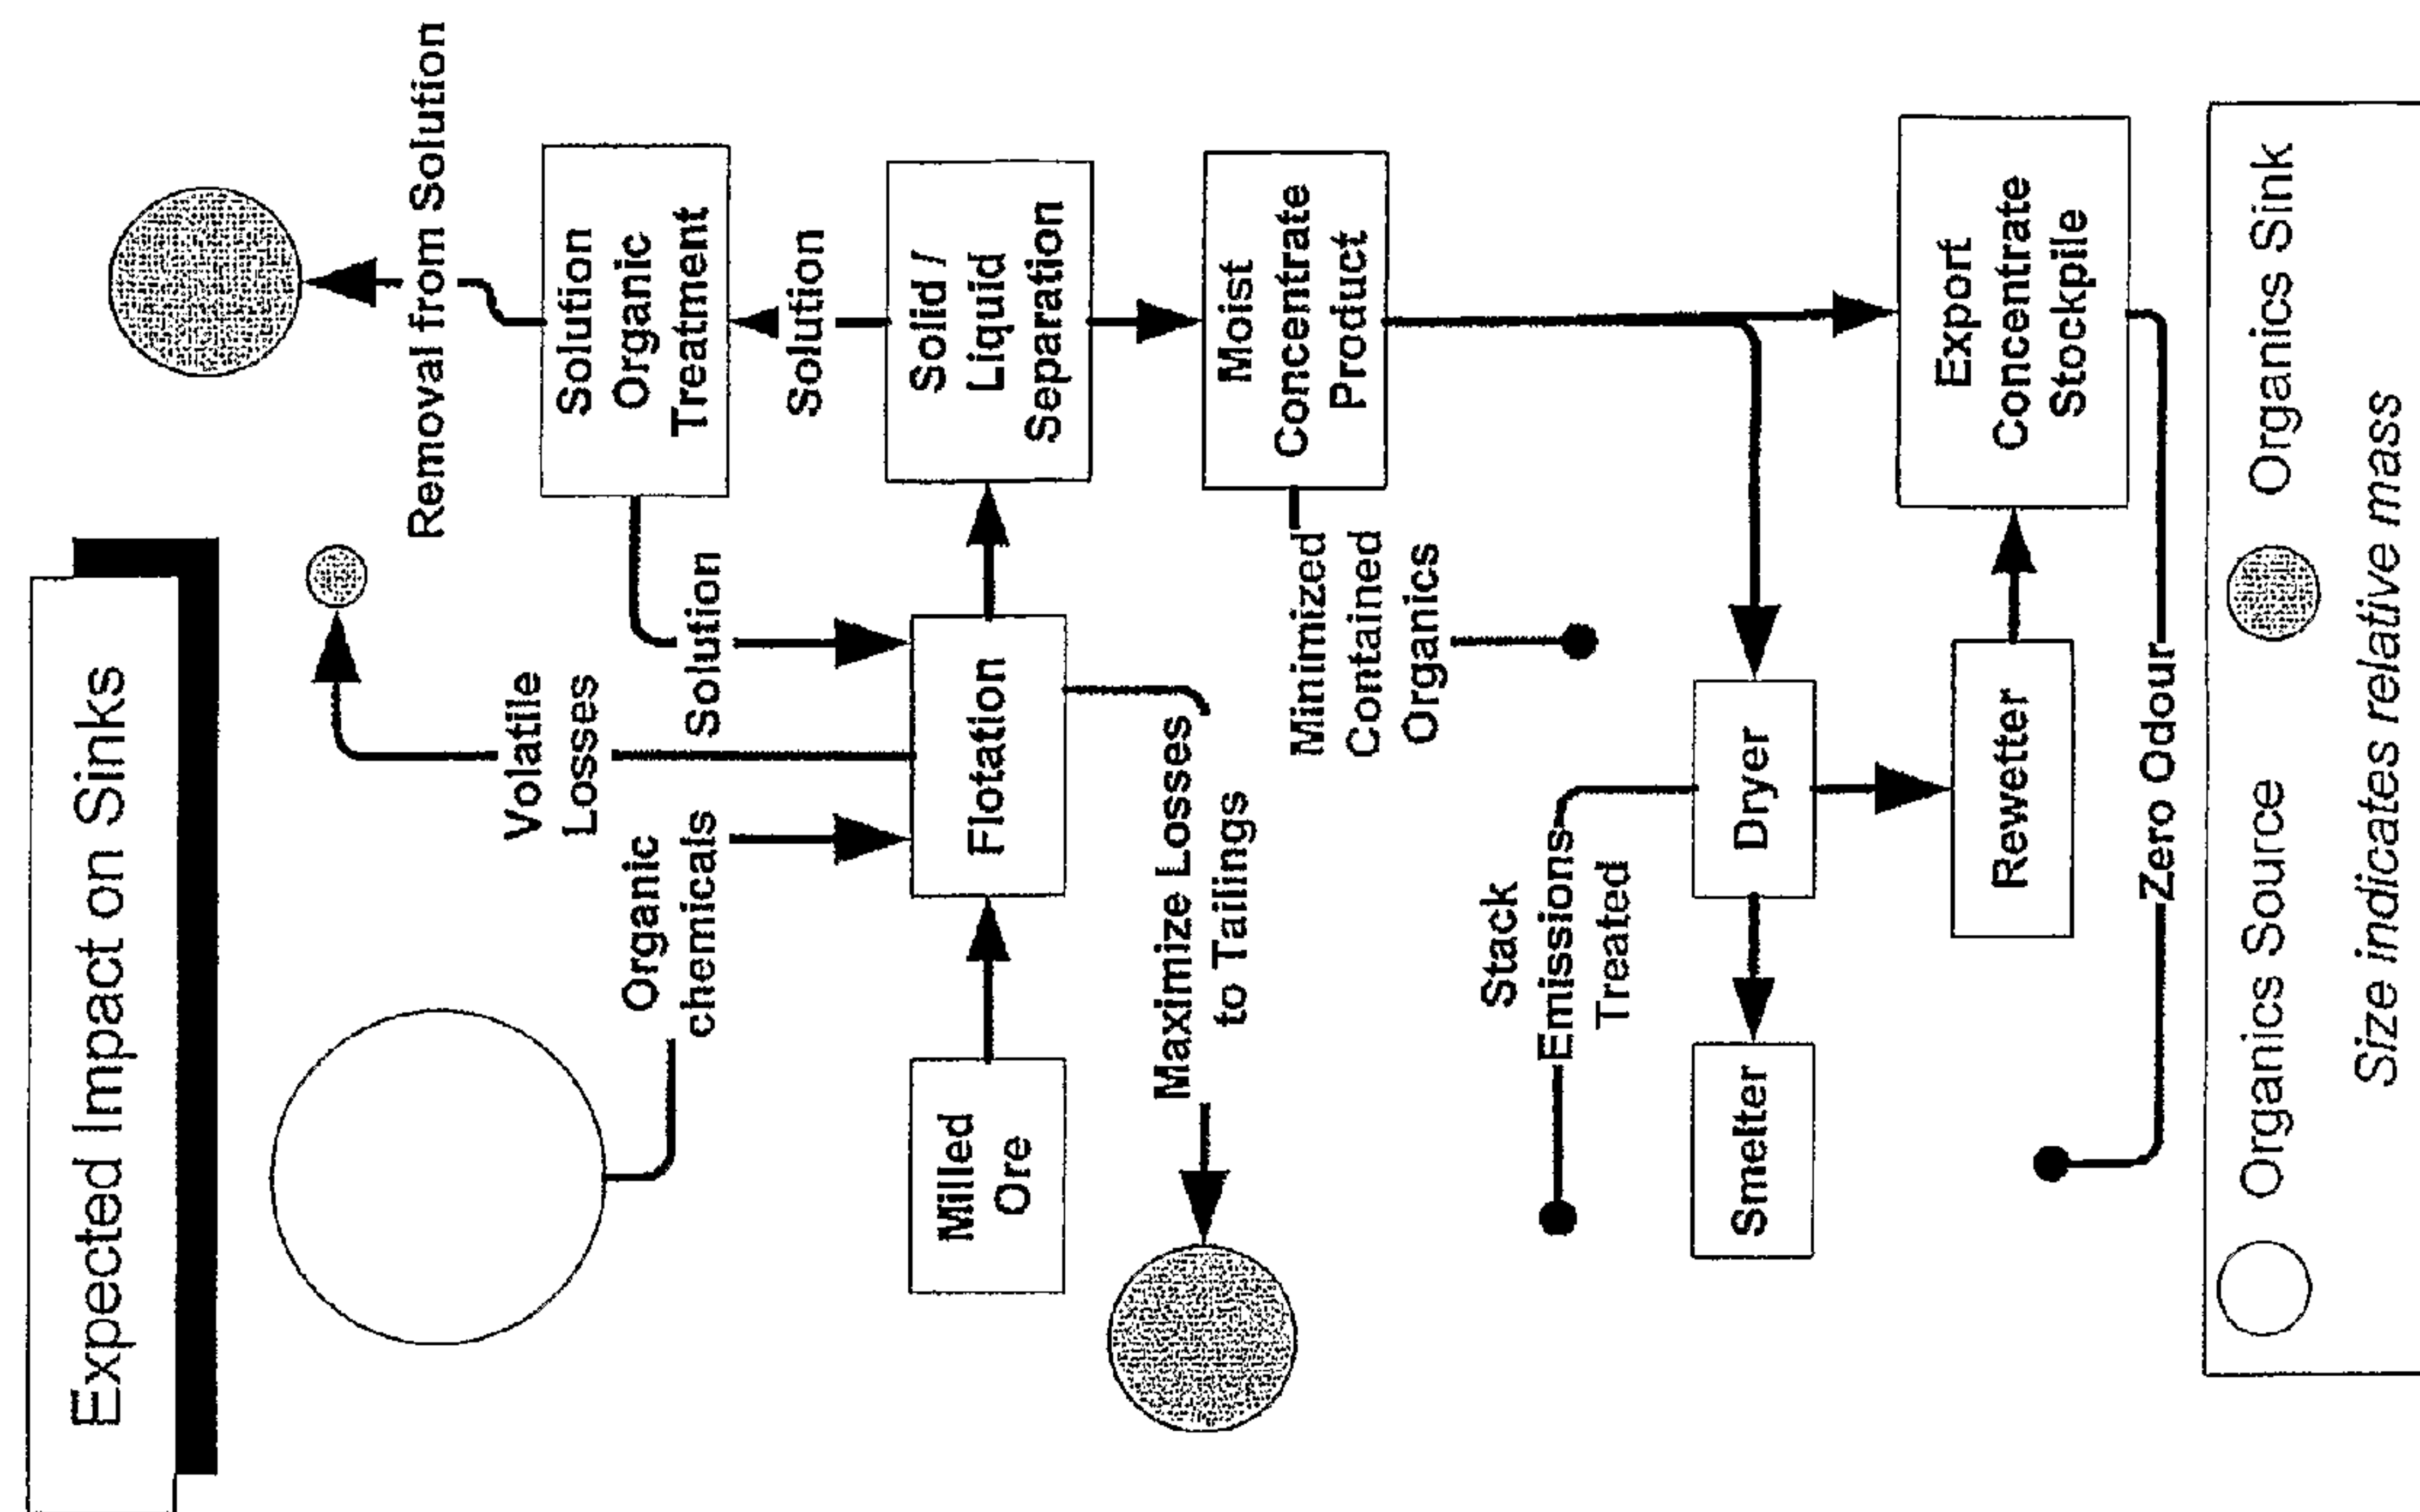 Expected Impact on Sinks
Removal from Solution
Volatile
Losses
Organic
chemicals
Solution
Solution
Organic
Treatment
Solution
Milled
Ore
Flotation
Solid /
Liquid
Separation
Maximize Losses
to Tailings
Moist
Concentrate
Product
Minimized
Contained
Organics
Stack
Emissions
Treated
Smelter
Dryer
Rewetter
Export
Concentrate
Stockpile
Zero Odour
Organics Source
Organics Sink
Size indicates relative mass